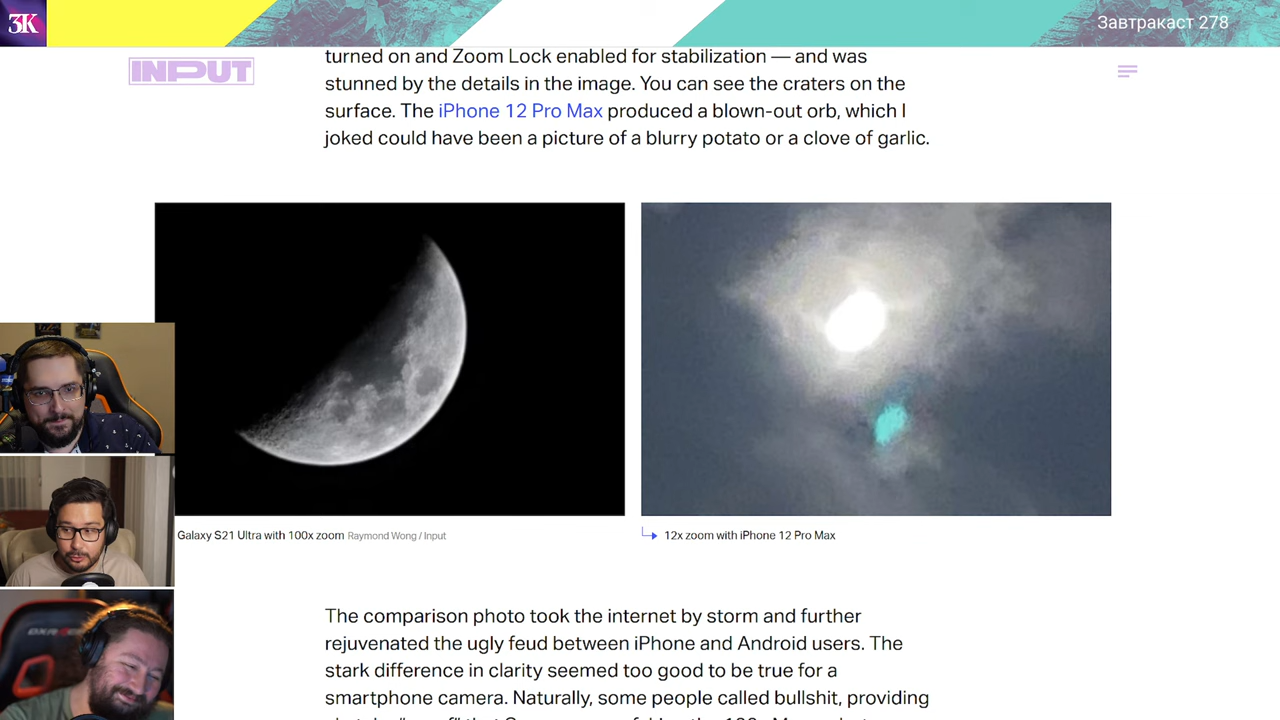 3K
Завтракаст 278
turned on and Zoom Lock enabled for stabilization — and was
INPUT
stunned by the details in the image. You can see the craters on the
surface. The iPhone 12 Pro Max produced a blown-out orb, which I
joked could have been a picture of a blurry potato or a clove of garlic.
Galaxy S21 Ultra with 100x zoom Raymond Wong / Input
12x zoom with iPhone 12 Pro Max
The comparison photo took the internet by storm and further
rejuvenated the ugly feud between iPhone and Android users. The
stark difference in clarity seemed too good to be true for a
smartphone camera. Naturally, some people called bullshit, providing